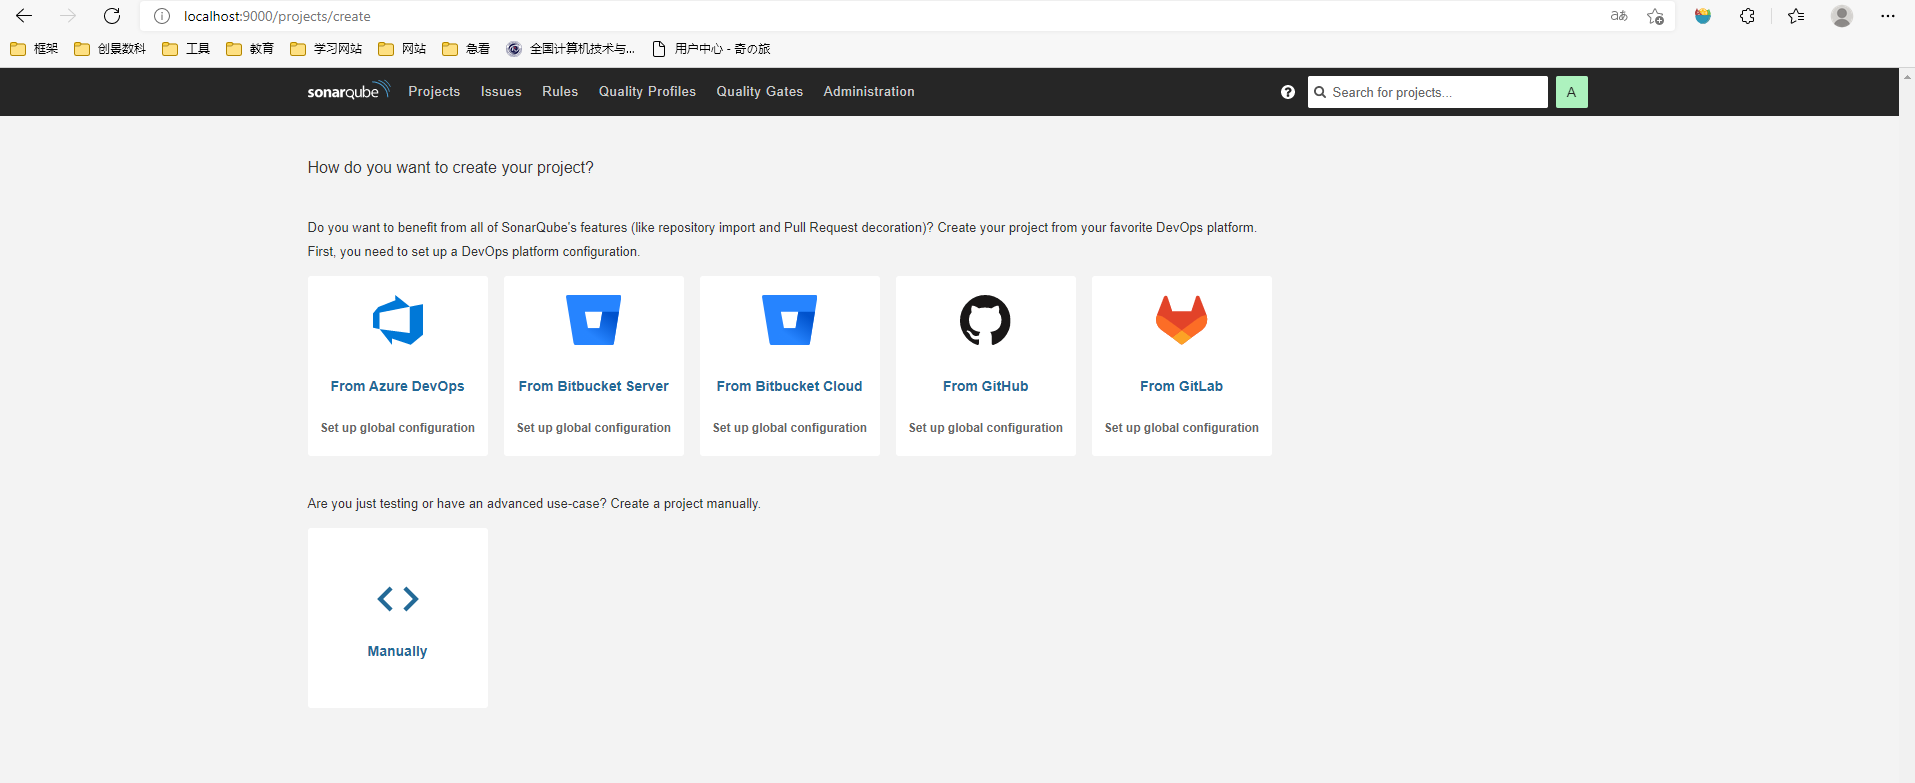 localhost:9000/projects/create
框架 创景数科 工具 教育 学习网站 网站 急看 全国计算机技术与... 用户中心 - 奇の旅
sonarqube Projects Issues Rules Quality Profiles Quality Gates Administration Search for projects... A
How do you want to create your project?
Do you want to benefit from all of SonarQube's features (like repository import and Pull Request decoration)? Create your project from your favorite DevOps platform.
First, you need to set up a DevOps platform configuration.
From Azure DevOps From Bitbucket Server From Bitbucket Cloud From GitHub From GitLab
Set up global configuration Set up global configuration Set up global configuration Set up global configuration Set up global configuration
Are you just testing or have an advanced use-case? Create a project manually.
Manually